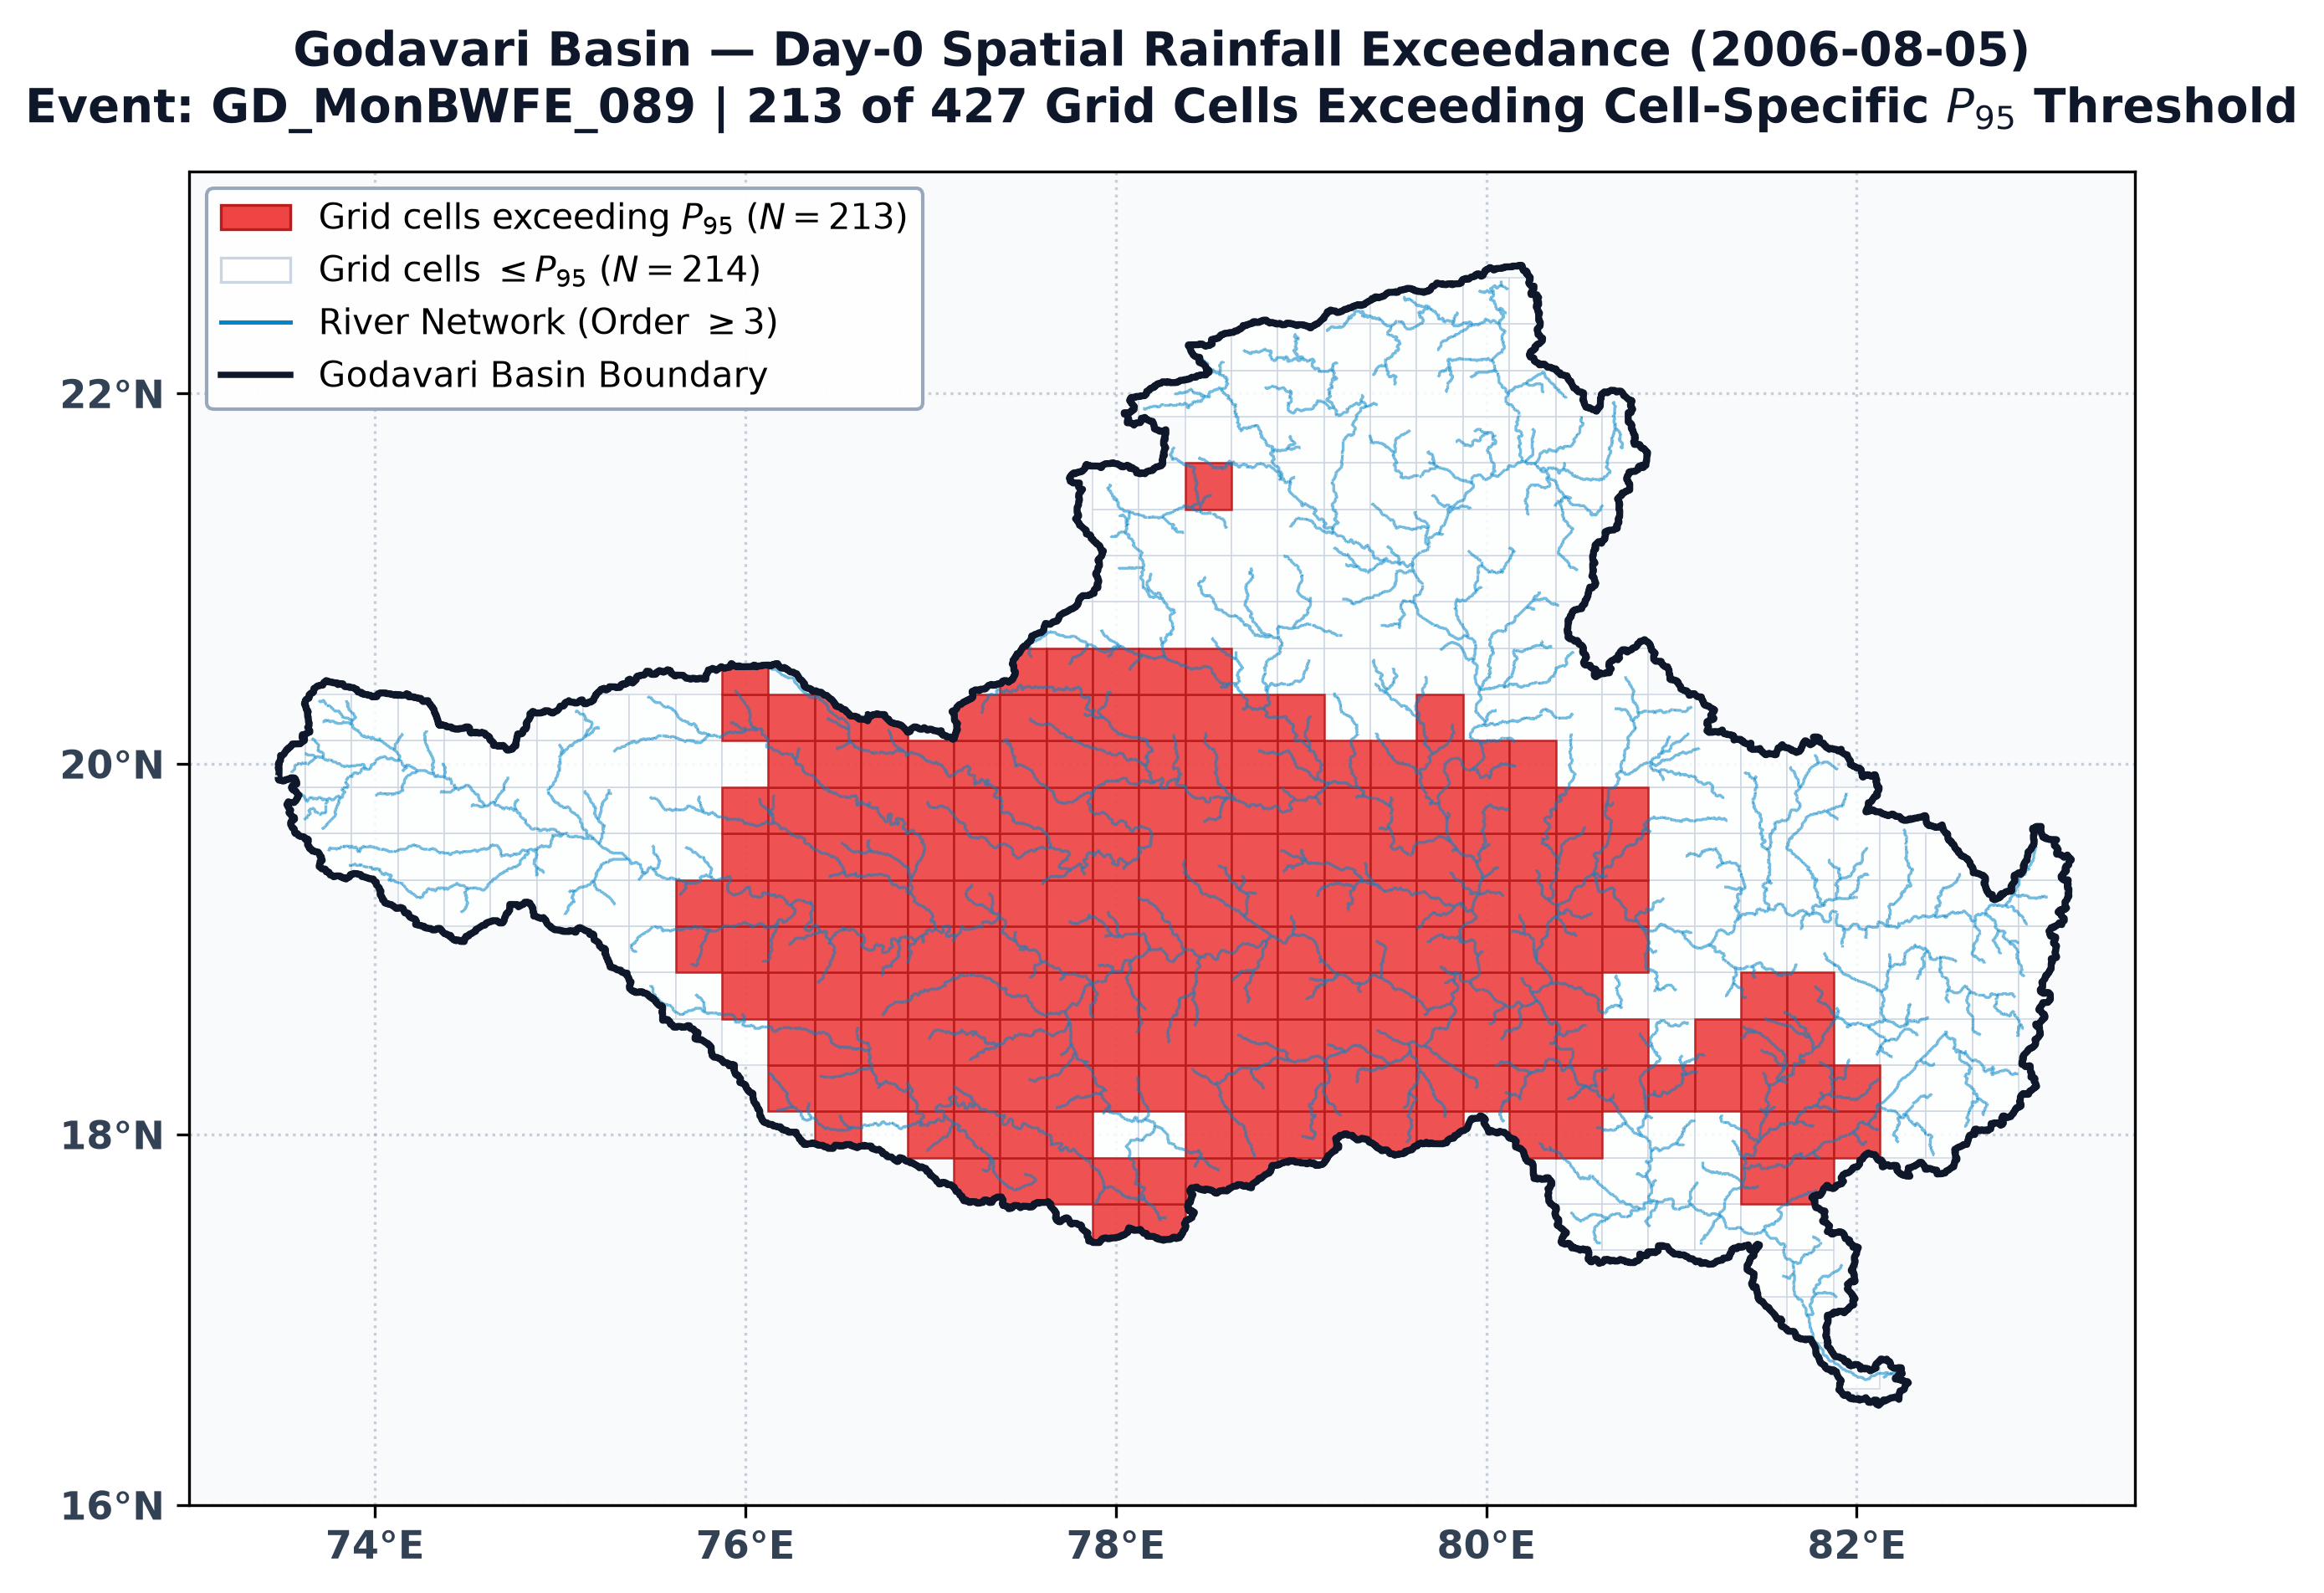 Godavari Basin — Day-0 Spatial Rainfall Exceedance (2006-08-05)
Event: GD_MonBWFE_089 | 213 of 427 Grid Cells Exceeding Cell-Specific P95 Threshold
Grid cells exceeding P95 (N = 213)
Grid cells ≤ P95 (N = 214)
River Network (Order ≥ 3)
Godavari Basin Boundary
22°N
20°N
18°N
16°N
74°E
76°E
78°E
80°E
82°E